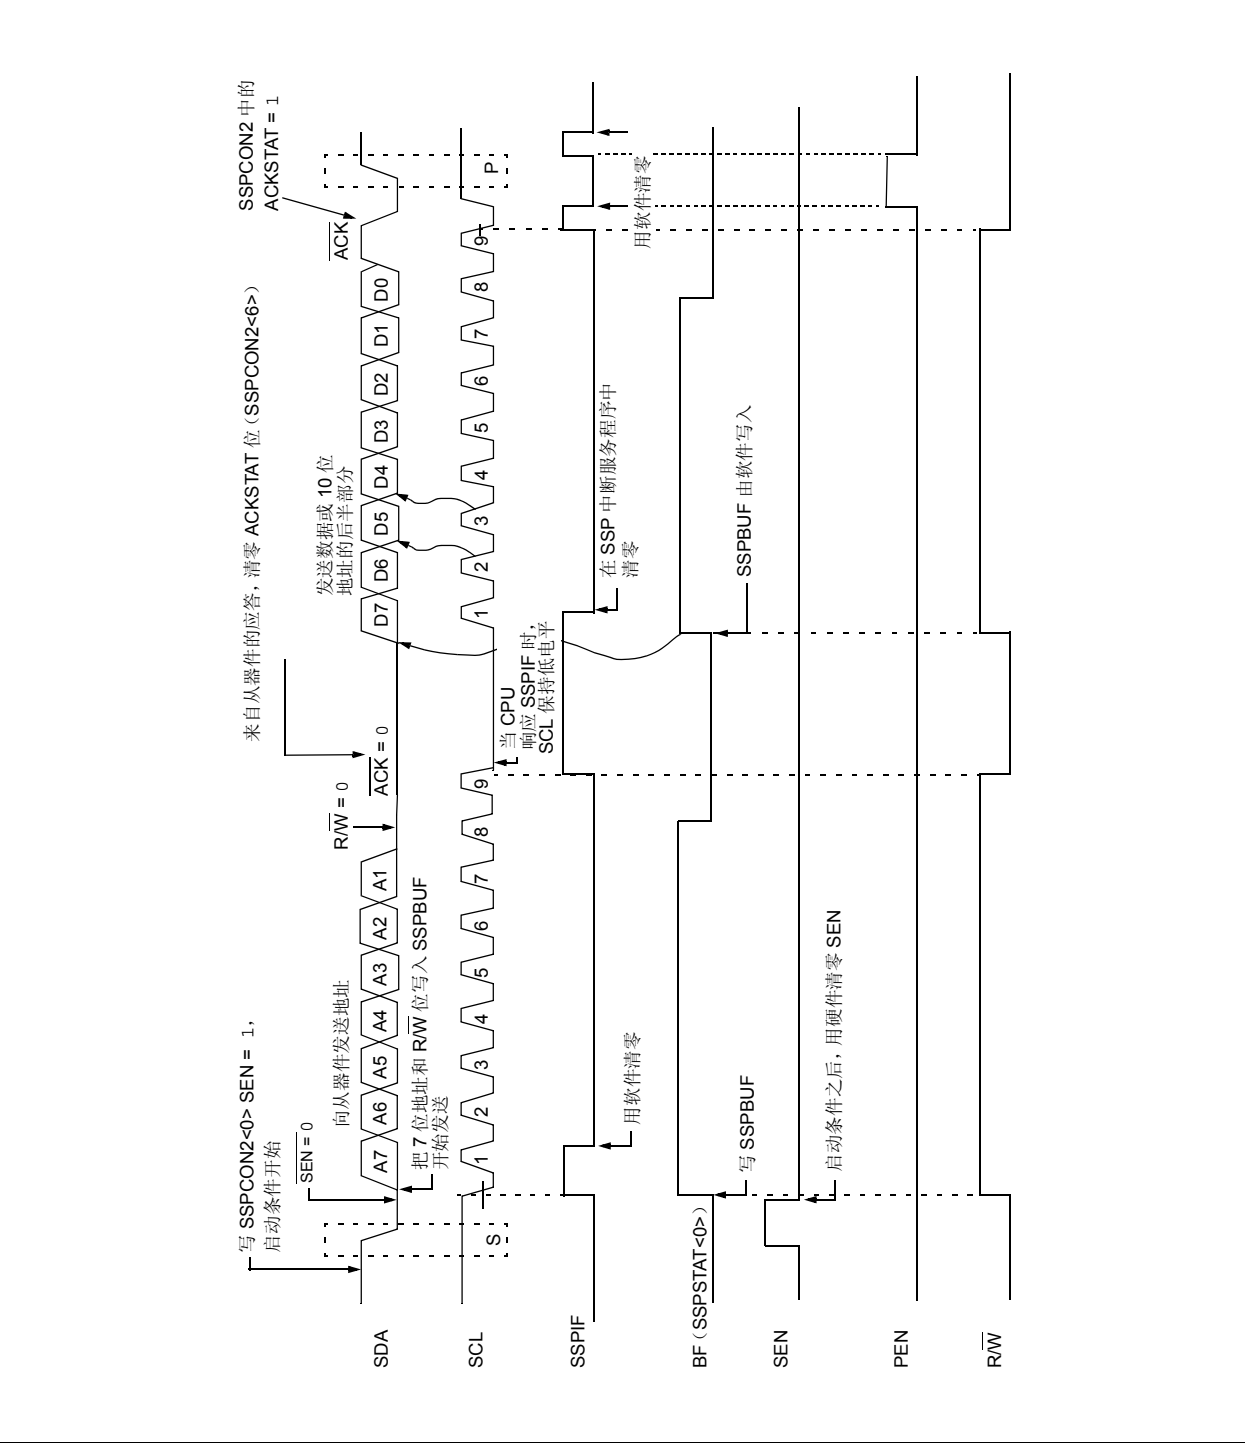 写 SSPCON2<0> SEN = 1,
启动条件开始
SEN = 0
向从器件发送地址
R/W = 0
ACK = 0
来自从器件的应答，清零 ACKSTAT 位（SSPCON2<6>）
发送数据或 10 位
地址的后半部分
ACK
SSPCON2 中的
ACKSTAT = 1
SDA
A7 A6 A5 A4 A3 A2 A1
D7 D6 D5 D4 D3 D2 D1 D0
把 7 位地址和 R/W 位写入 SSPBUF
开始发送
SCL
S
1 2 3 4 5 6 7 8 9
1 2 3 4 5 6 7 8 9
P
当 CPU
响应 SSPIF 时，
SCL 保持低电平
SSPIF
用软件清零
在 SSP 中断服务程序中
清零
用软件清零
BF（SSPSTAT<0>）
写 SSPBUF
SSPBUF 由软件写入
SEN
启动条件之后，用硬件清零 SEN
PEN
R/W